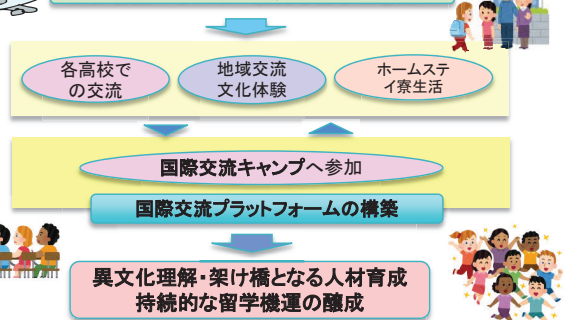 各高校で
の交流
地域交流
文化体験
ホームステ
イ寮生活
国際交流キャンプへ参加
国際交流プラットフォームの構築
異文化理解・架け橋となる人材育成
持続的な留学機運の醸成